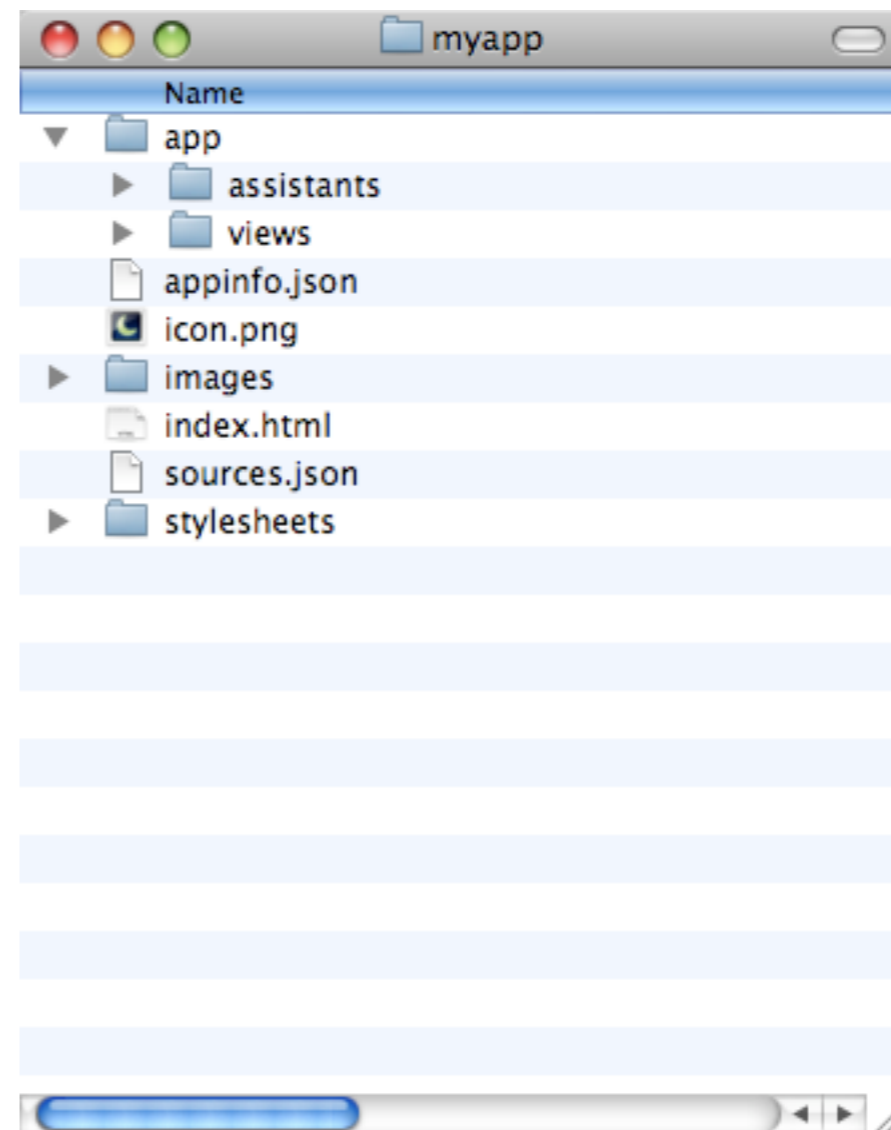 myapp
Name
app
assistants
views
appinfo.json
icon.png
images
index.html
sources.json
stylesheets